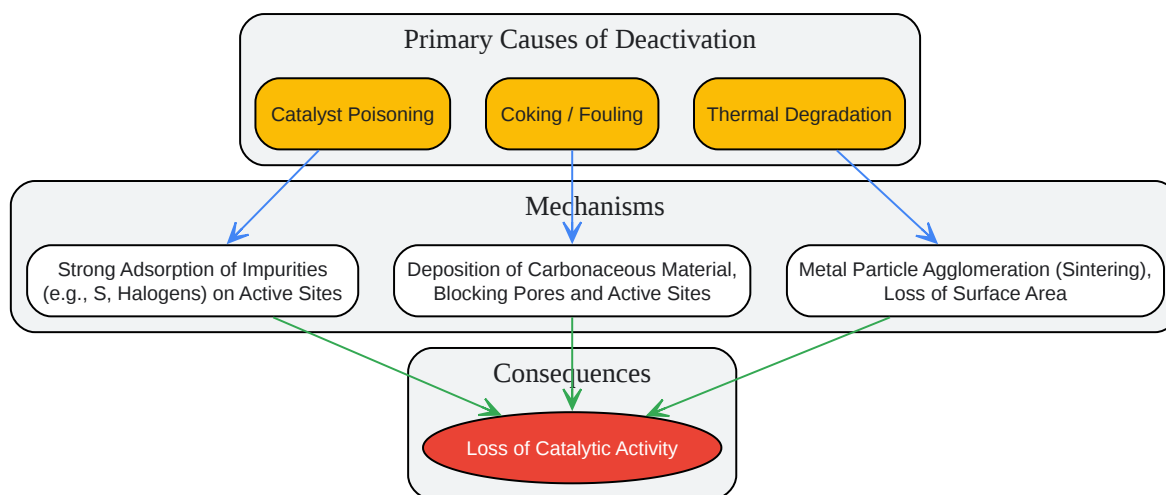 Primary Causes of Deactivation
Catalyst Poisoning
Coking / Fouling
Thermal Degradation
Mechanisms
Strong Adsorption of Impurities
(e.g., S, Halogens) on Active Sites
Deposition of Carbonaceous Material,
Blocking Pores and Active Sites
Metal Particle Agglomeration (Sintering),
Loss of Surface Area
Consequences
Loss of Catalytic Activity